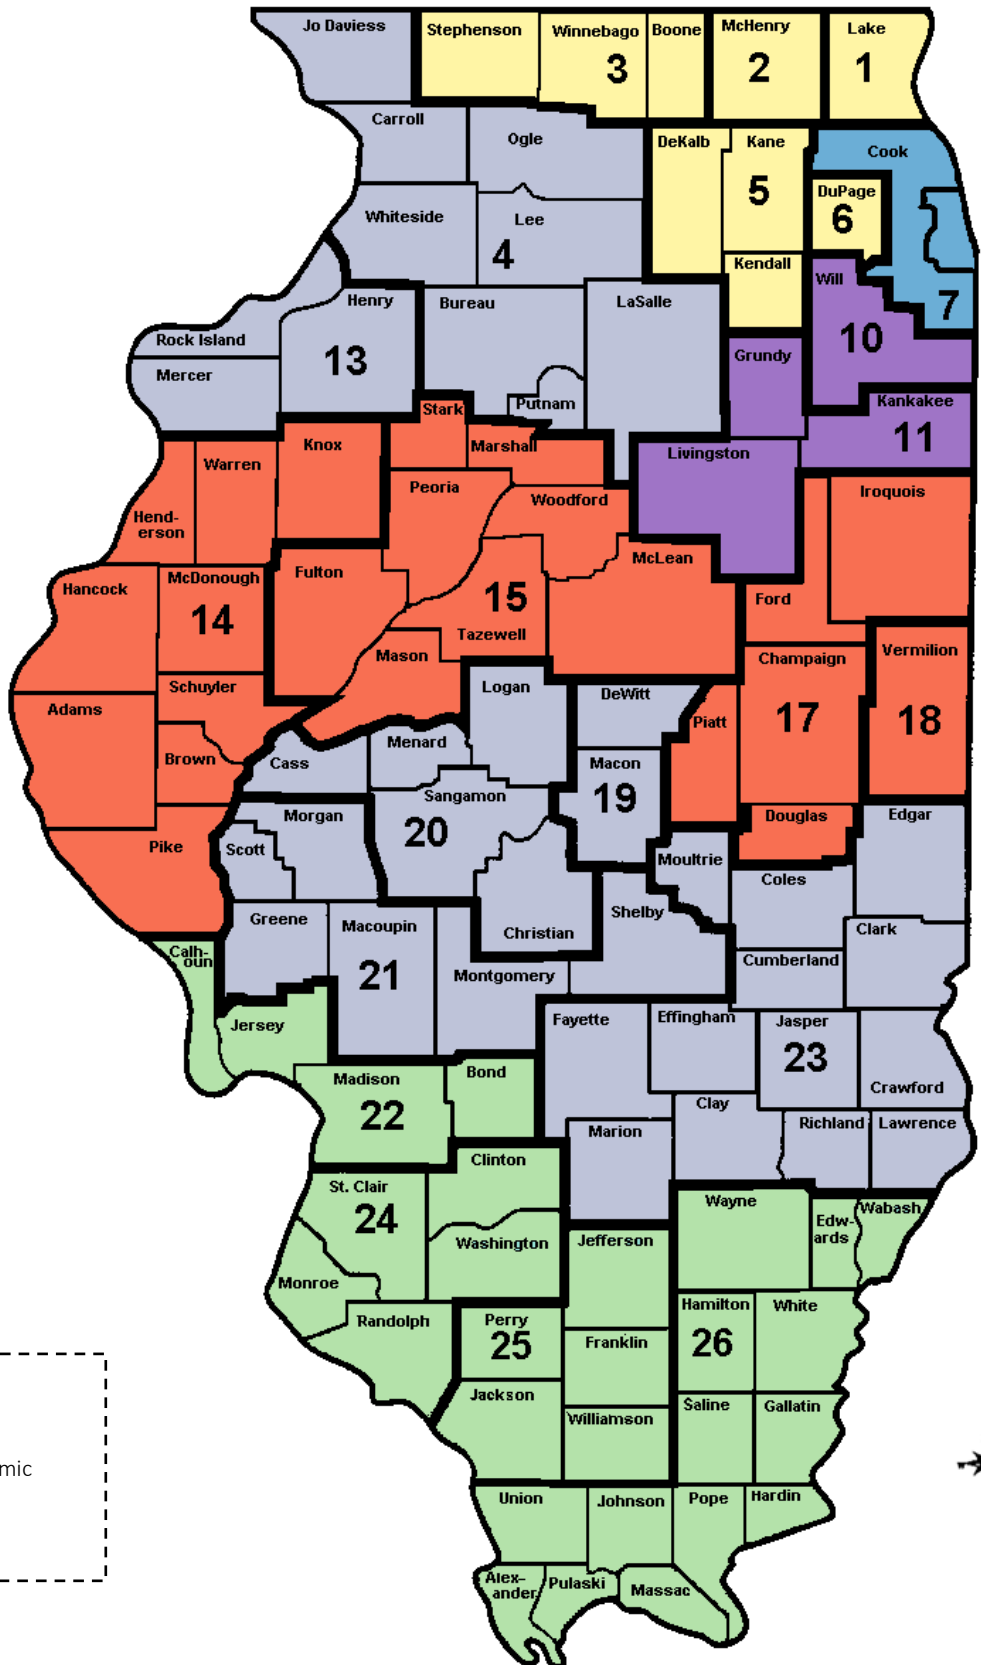 Jo Daviess
Stephenson
Winnebago
Boone
McHenry
Lake
3
2
1
Carroll
Ogle
DeKalb
Kane
Cook
5
DuPage
6
Whiteside
Lee
4
Kendall
Will
Henry
Bureau
LaSalle
7
Rock Island
10
Mercer
13
Grundy
Putnam
Stark
Kankakee
11
Marshall
Knox
Warren
Livingston
Peoria
Woodford
Iroquois
Hend-
erson
McLean
Hancock
McDonough
Fulton
14
15
Ford
Tazewell
Mason
Champaign
Vermilion
Schuyler
Logan
DeWitt
Adams
17
18
Piatt
Menard
Brown
Cass
Macon
Sangamon
19
Morgan
20
Douglas
Edgar
Pike
Scott
Moultrie
Coles
Greene
Macoupin
Shelby
Christian
Clark
Calh-
oun
Cumberland
21
Montgomery
Jersey
Fayette
Effingham
Jasper
23
Madison
Bond
Crawford
22
Clay
Marion
Richland
Lawrence
Clinton
St. Clair
24
Wayne
Edw-
ards
Wabash
Washington
Jefferson
Monroe
Hamilton
White
Randolph
Perry
25
Franklin
26
Jackson
Williamson
Saline
Gallatin
mic
Union
Johnson
Pope
Hardin
Alex-
ander
Pulaski
Massac